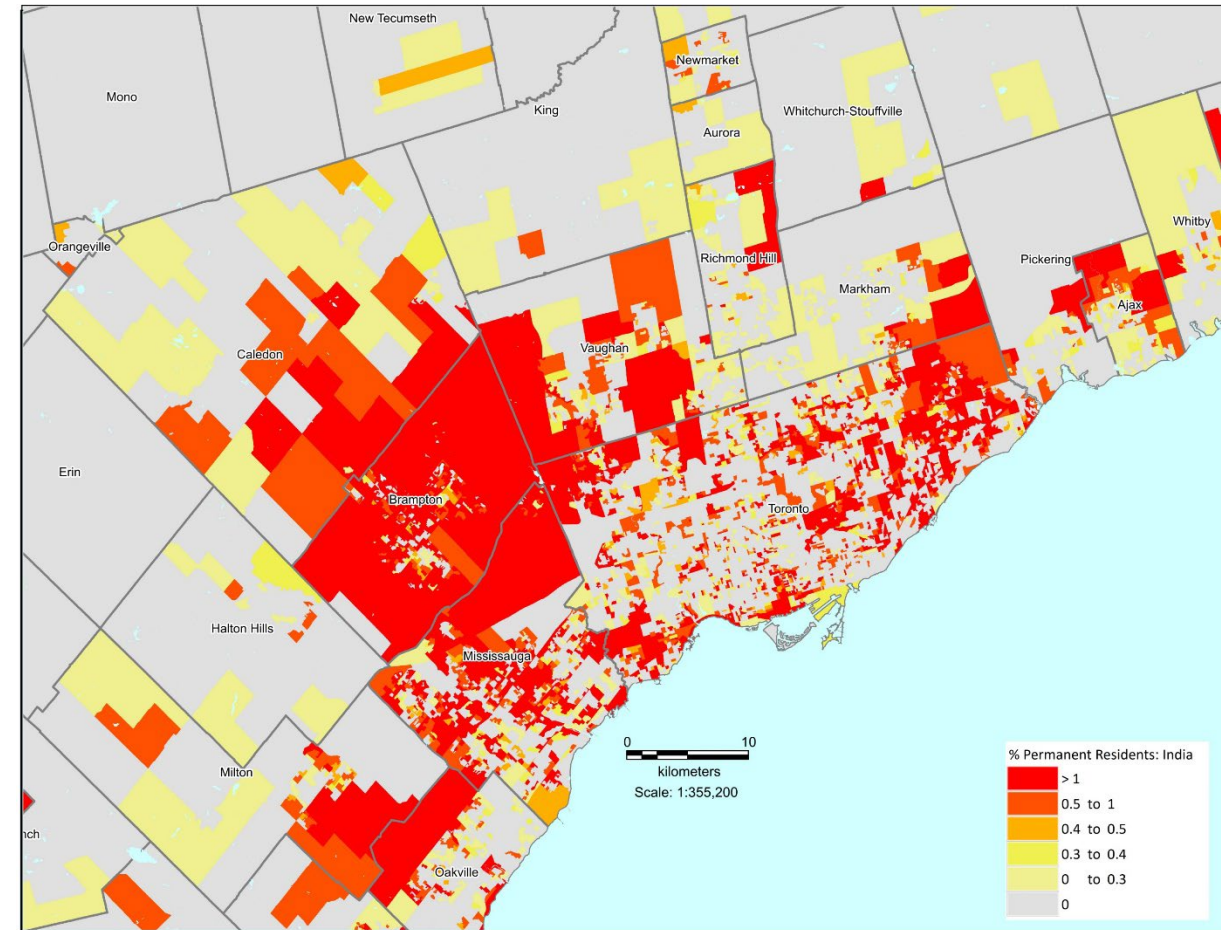 New Tecumseth
Mono
Newmarket
King
Whitchurch-Stouffville
Aurora
Whitby
Orangeville
Richmond Hill
Pickering
Markham
Ajax
Vaughan
Caledon
Erin
Brampton
Toronto
Halton Hills
Mississauga
0 10
kilometers
Scale: 1:355,200
Milton
nch
Oakville
% Permanent Residents: India
> 1
0.5 to 1
0.4 to 0.5
0.3 to 0.4
0 to 0.3
0